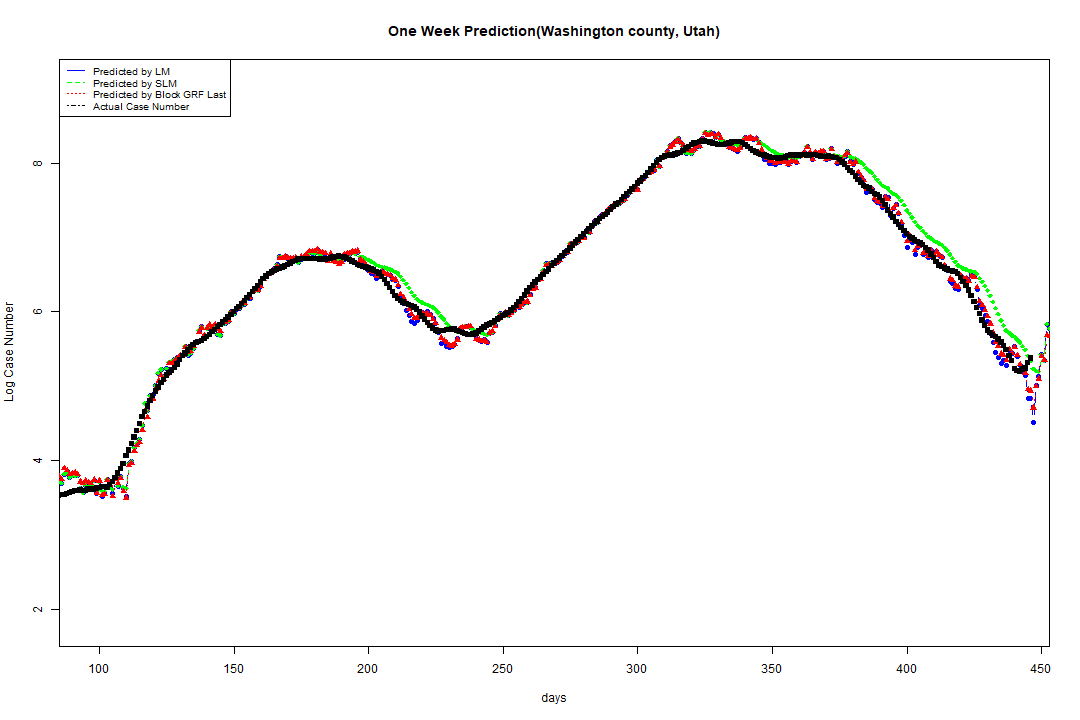 One Week Prediction(Washington county, Utah)
Predicted by LM
Predicted by SLM
Predicted by Block GRF Last
Actual Case Number
8
6
4
2
Log Case Number
100 150 200 250 300 350 400 450
days